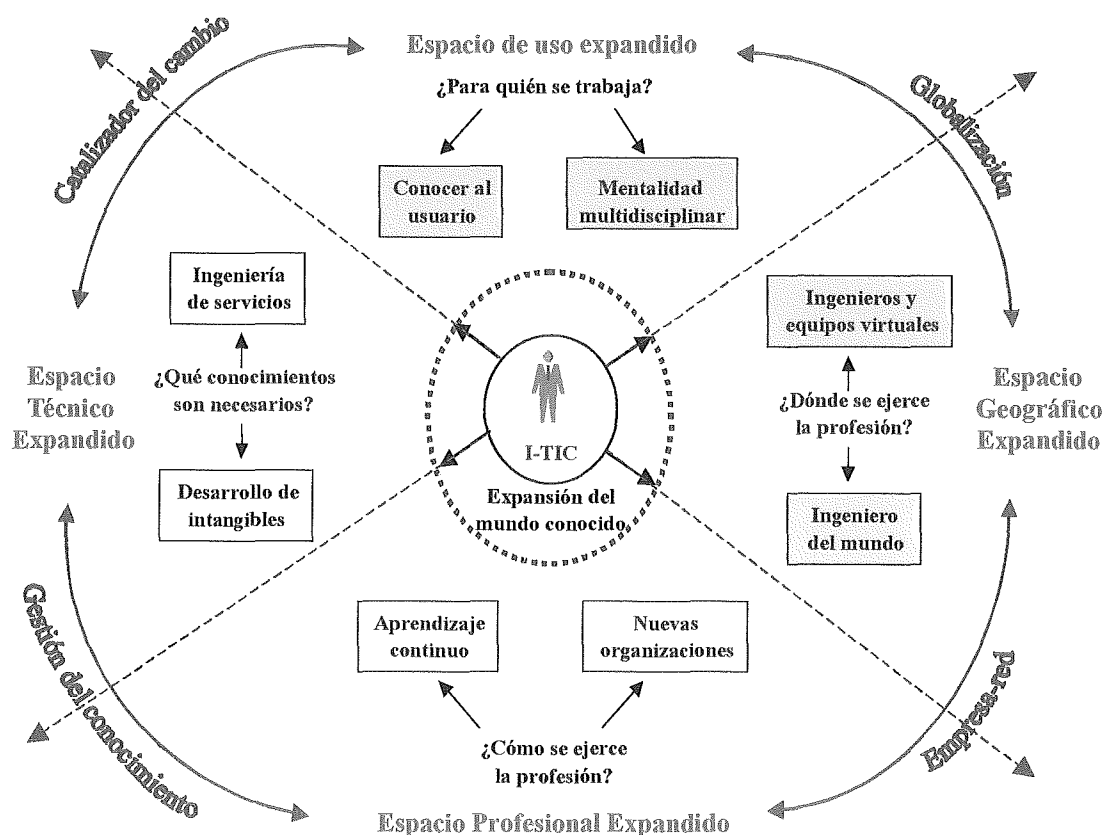 Espacio de uso expandido
¿Para quién se trabaja?
Conocer al
usuario
Mentalidad
multidisciplinar
Catalizador del cambio
Globalización
Ingeniería
de servicios
¿Qué conocimientos
son necesarios?
Desarrollo de
intangibles
Espacio
Técnico
Expandido
I-TIC
Expansión del
mundo conocido
Ingenieros y
equipos virtuales
¿Dónde se ejerce
la profesión?
Ingeniero
del mundo
Espacio
Geográfico
Expandido
Gestión del conocimiento
Aprendizaje
continuo
Nuevas
organizaciones
¿Cómo se ejerce
la profesión?
Empresa-red
Espacio Profesional Expandido